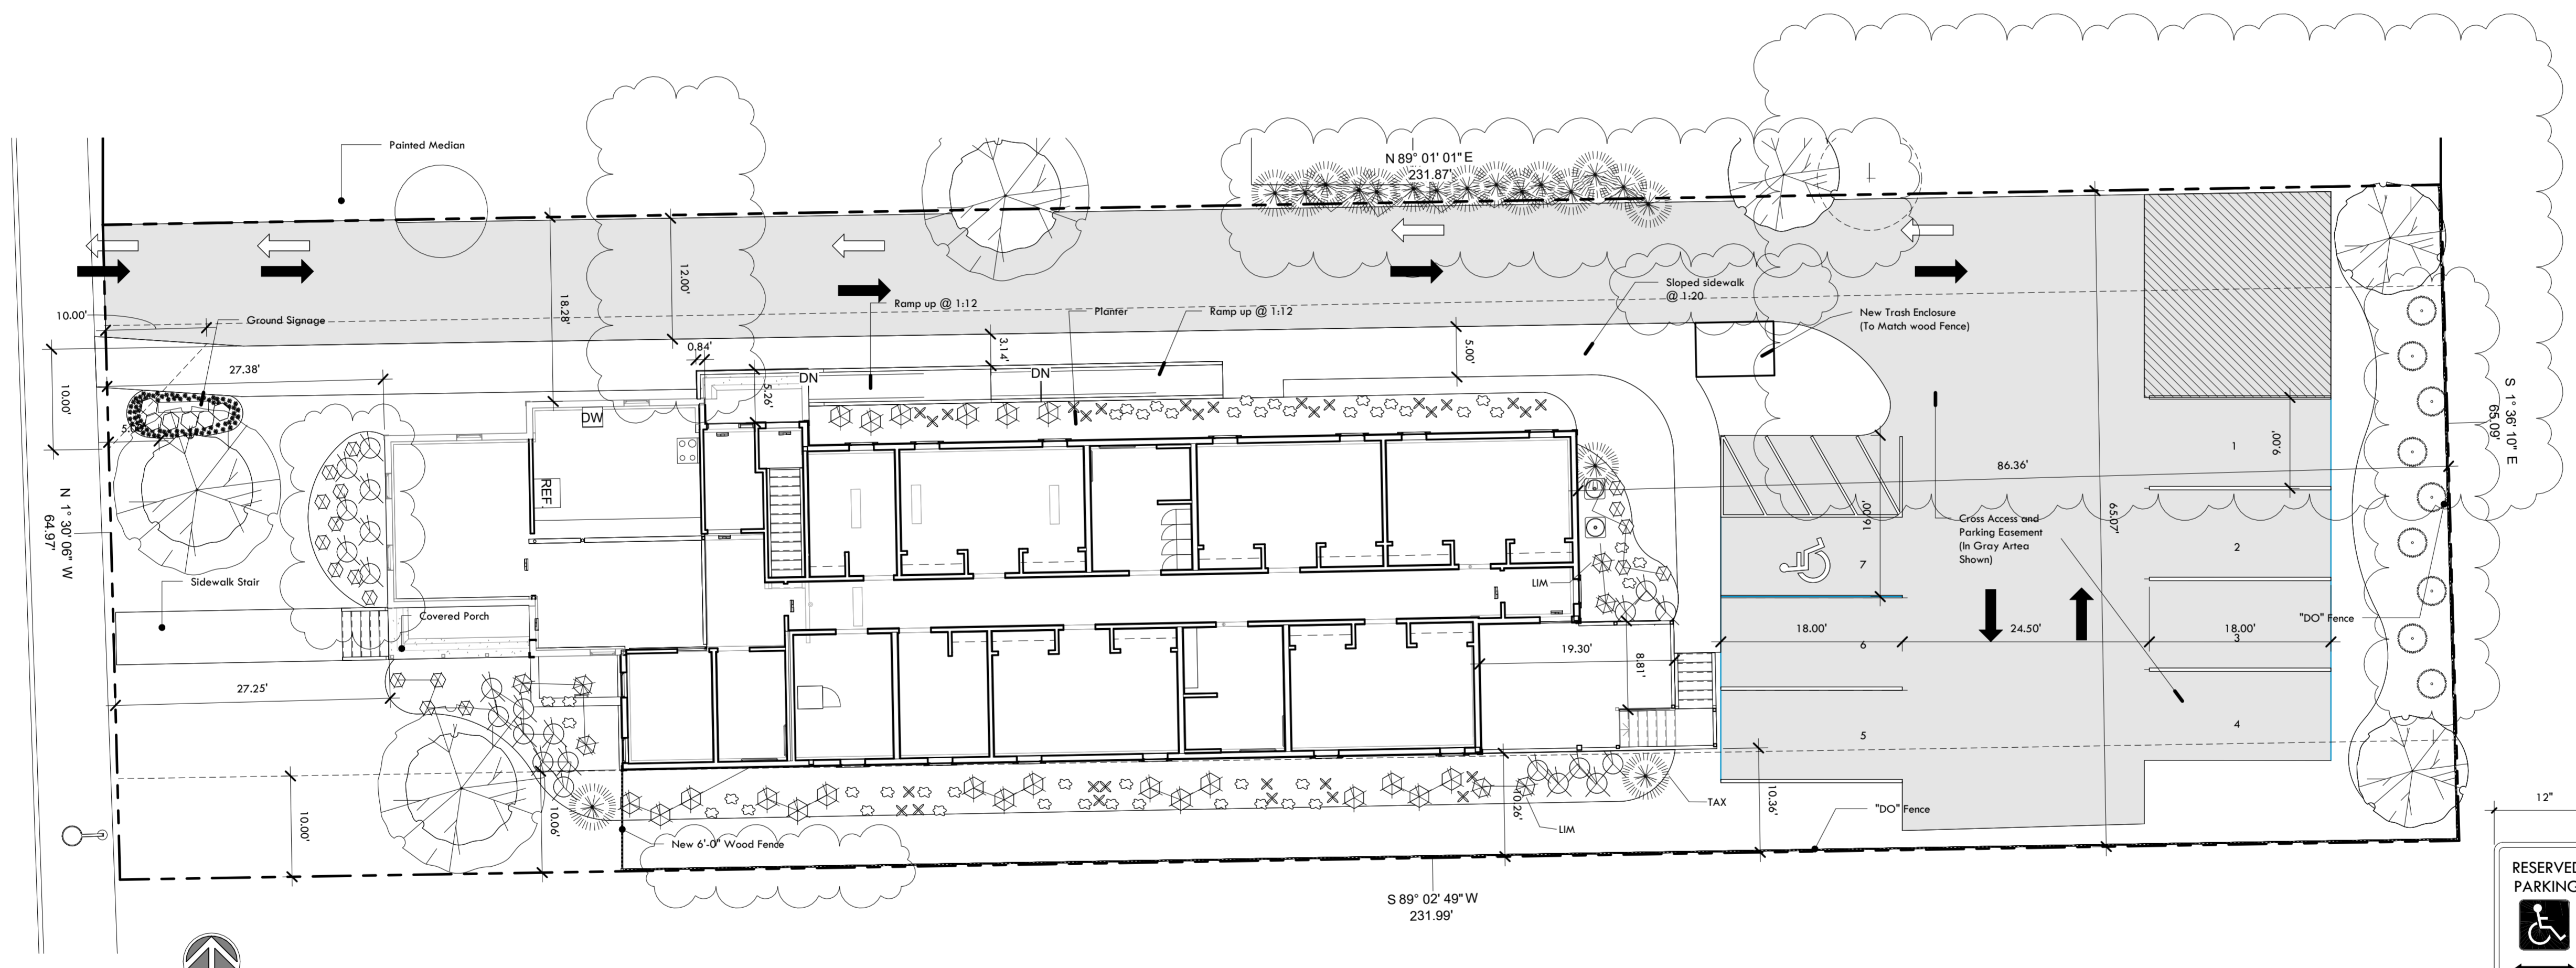 Painted Median
N 89° 01' 01" E
231.87'
10.00'
Ground Signage
18.28'
12.00'
Ramp up @ 1:12
Planter
Ramp up @ 1:12
Sloped sidewalk
@ 1:20
New Trash Enclosure
(To Match wood Fence)
27.38'
0.84'
3.14'
5.00'
DN
DN
5.26'
10.00'
DW
REF.
1
9.00'
86.36'
S 1° 36' 10" E
65.09'
N 1° 30' 06" W
64.97'
16.00'
65.07'
Cross Access and
Parking Easement
(In Gray Artea
Shown)
2
7
Sidewalk Stair
LIM
Covered Porch
"DO" Fence
18.00'
24.50'
18.00'
3
6
19.30'
8.81'
27.25'
4
5
10.00'
10.06'
10.26'
10.36'
TAX
LIM
"DO" Fence
12"
New 6'-0" Wood Fence
S 89° 02' 49" W
231.99'
RESERVED
PARKING